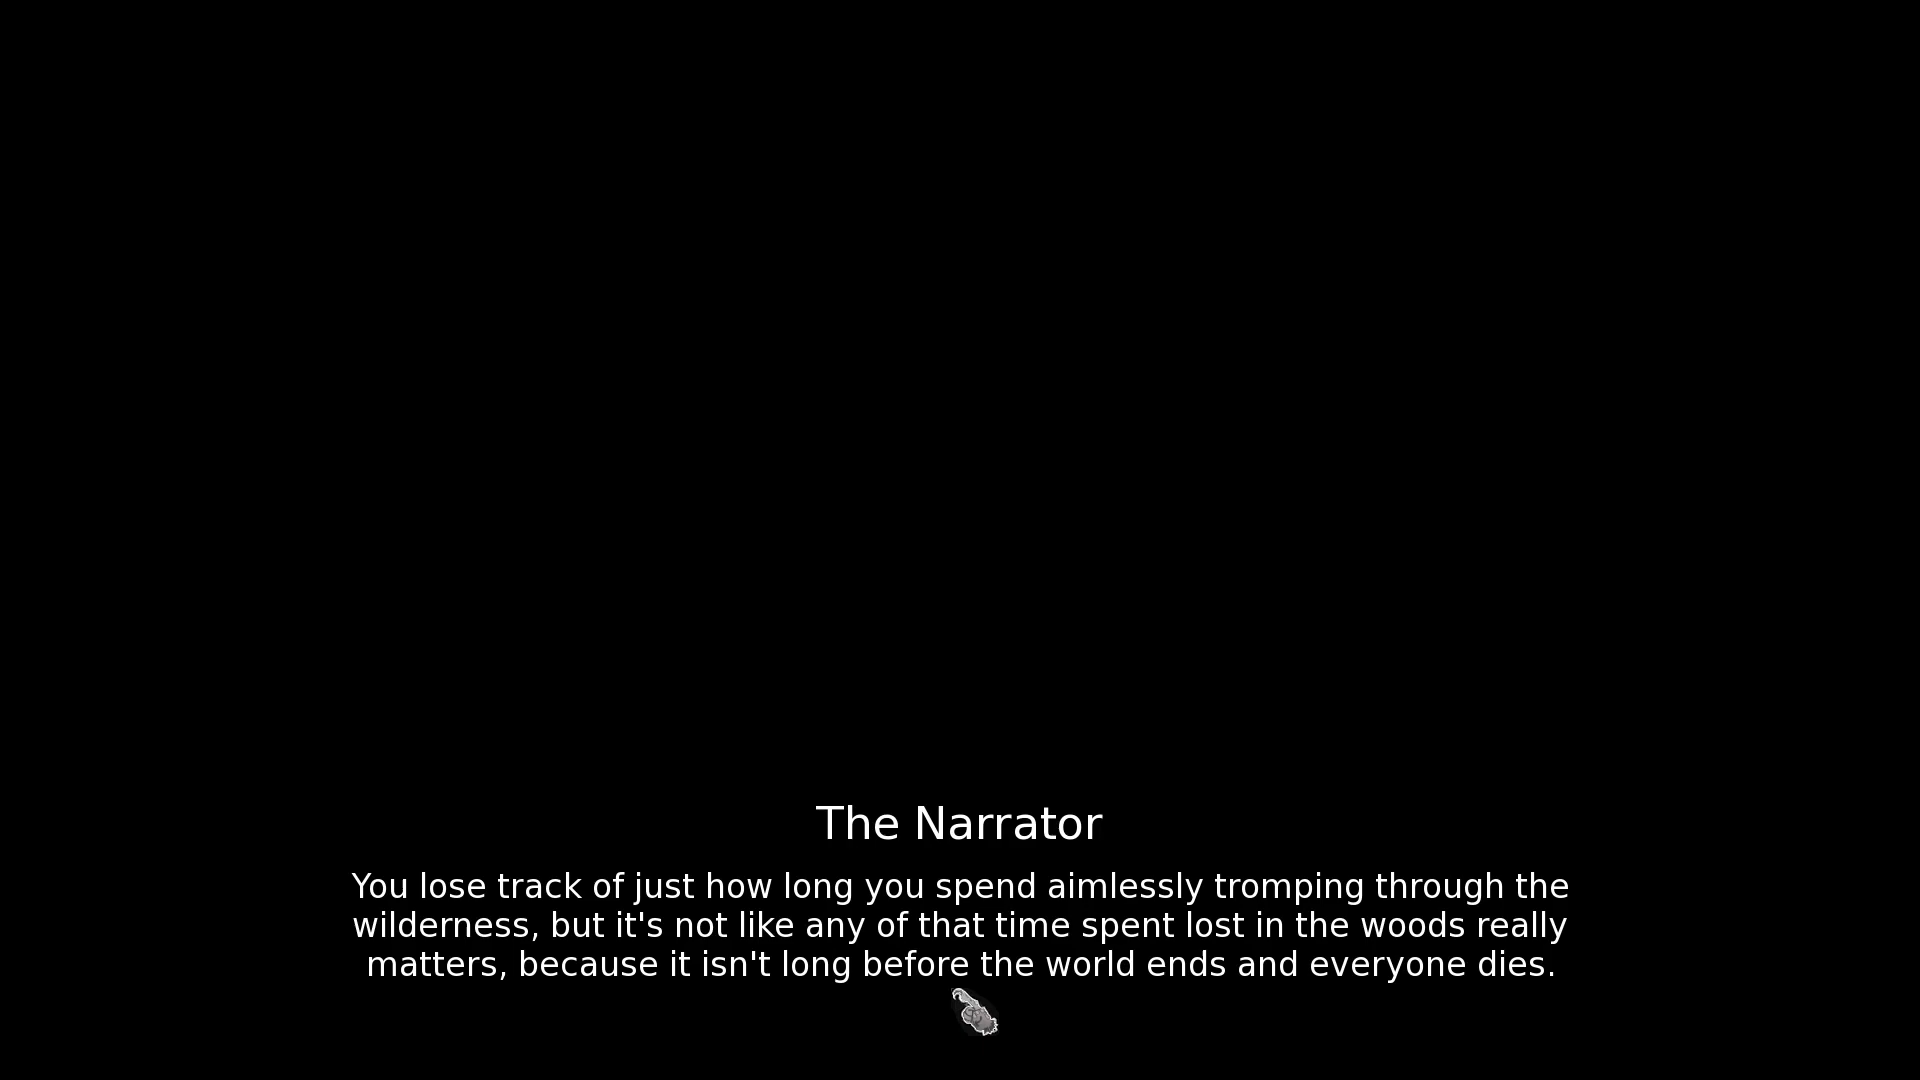 The Narrator
You lose track of just how long you spend aimlessly tromping through the
wilderness, but it's not like any of that time spent lost in the woods really
matters, because it isn't long before the world ends and everyone dies.